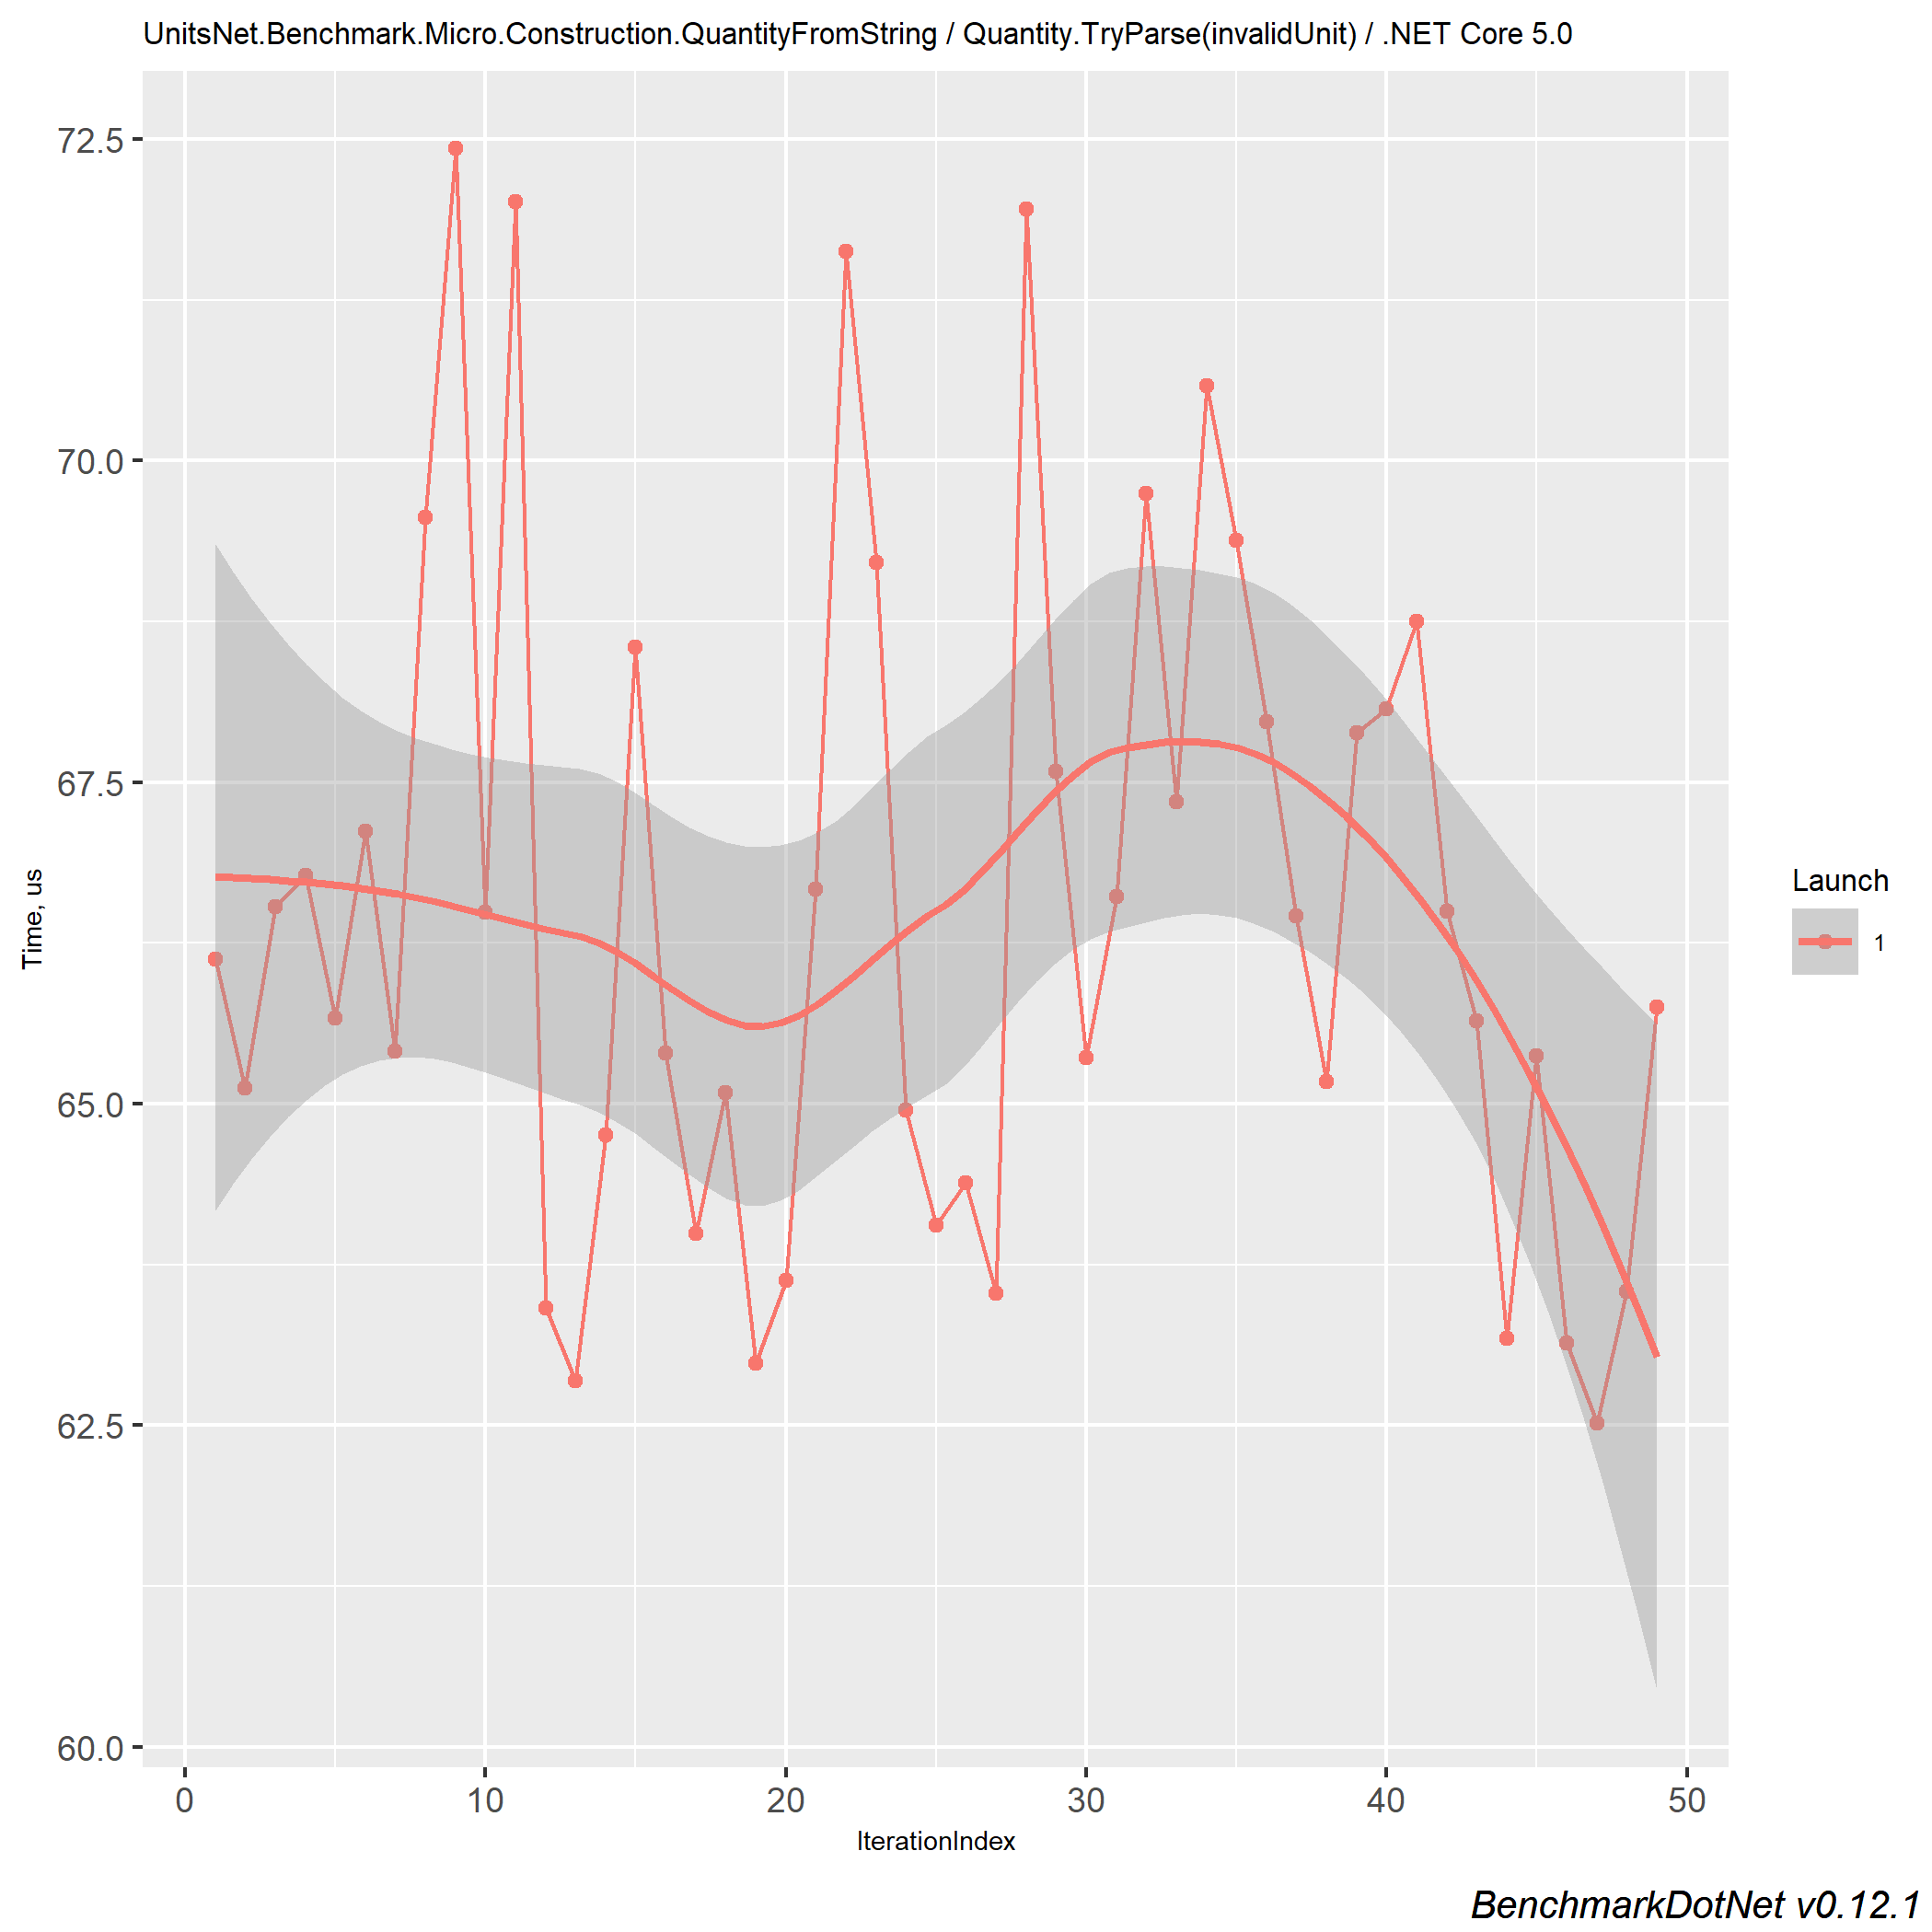 UnitsNet.Benchmark.Micro.Construction.QuantityFromString / Quantity.TryParse(invalidUnit) / .NET Core 5.0
72.5
70.0
67.5
65.0
62.5
60.0
Time, us
0 10 20 30 40 50
IterationIndex
Launch
1
BenchmarkDotNet v0.12.1